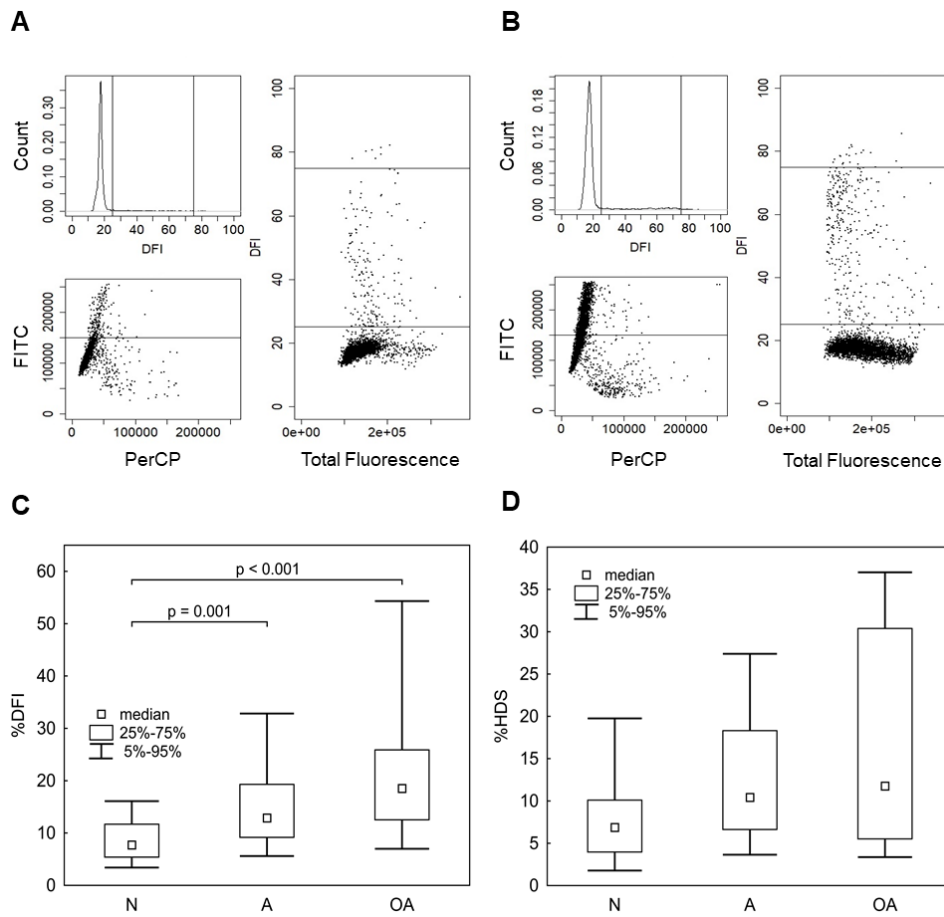 A
B
Count
0.00 0.10 0.20 0.30
0 20 40 60 80 100
DFI
FITC
0 100000 200000
0 100000 200000
PerCP
DFI
0 20 40 60 80 100
0e+00 2e+05
Total Fluorescence
Count
0.00 0.06 0.12 0.18
0 20 40 60 80 100
DFI
FITC
0 100000 200000
0 100000 200000
PerCP
DFI
0 20 40 60 80 100
0e+00 2e+05
Total Fluorescence
C
%DFI
60
50
40
30
20
10
0
p < 0.001
p = 0.001
median
25%-75%
5%-95%
N A OA
D
%HDS
40
35
30
25
20
15
10
5
0
median
25%-75%
5%-95%
N A OA